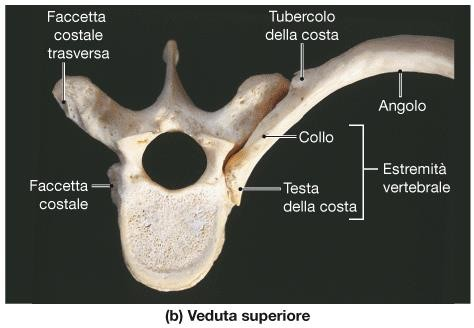 Faccetta
costale
trasversa
Tubercolo
della costa
Angolo
Collo
Estremità
vertebrale
Faccetta
costale
Testa
della costa
(b) Veduta superiore